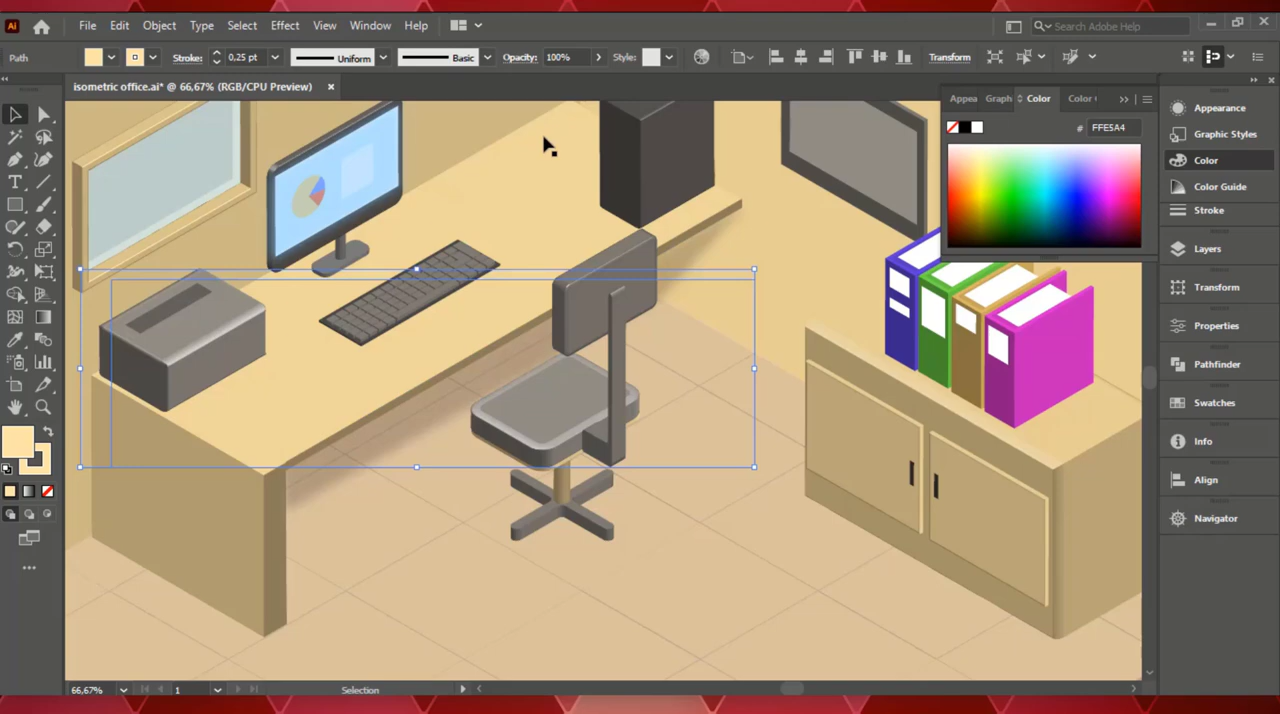 Ai File Edit Object Type Select Effect View Window Help Search Adobe Help
Path Stroke: 0.25 pt Uniform Basic Opacity: 100% Style: Transform
isometric office.ai* @ 66,67% (RGB/CPU Preview)
Appea Graph Color Color
# FFE5A4
Appearance
Graphic Styles
Color
Color Guide
Stroke
Layers
Transform
Properties
Pathfinder
Swatches
Info
Align
Navigator
66,67% 1 Selection